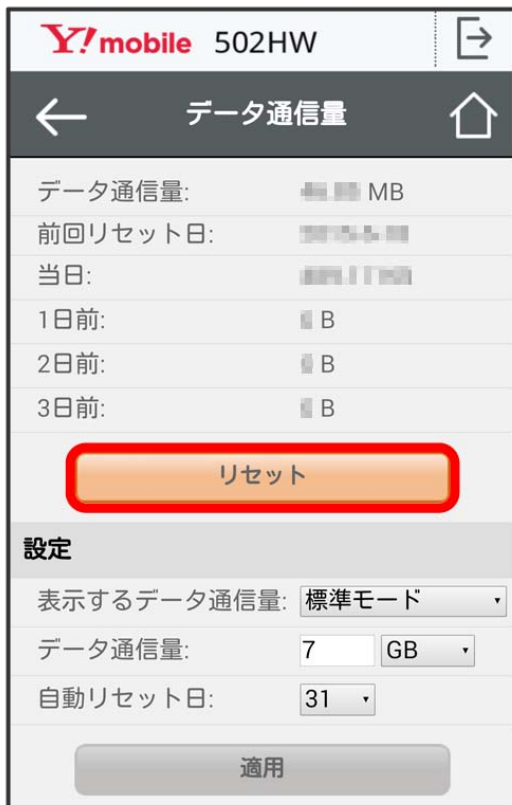 Y!mobile 502HW
データ通信量
データ通信量: MB
前回リセット日:
当日:
1日前: B
2日前: B
3日前: B
リセット
設定
表示するデータ通信量: 標準モード
データ通信量: 7 GB
自動リセット日: 31
適用